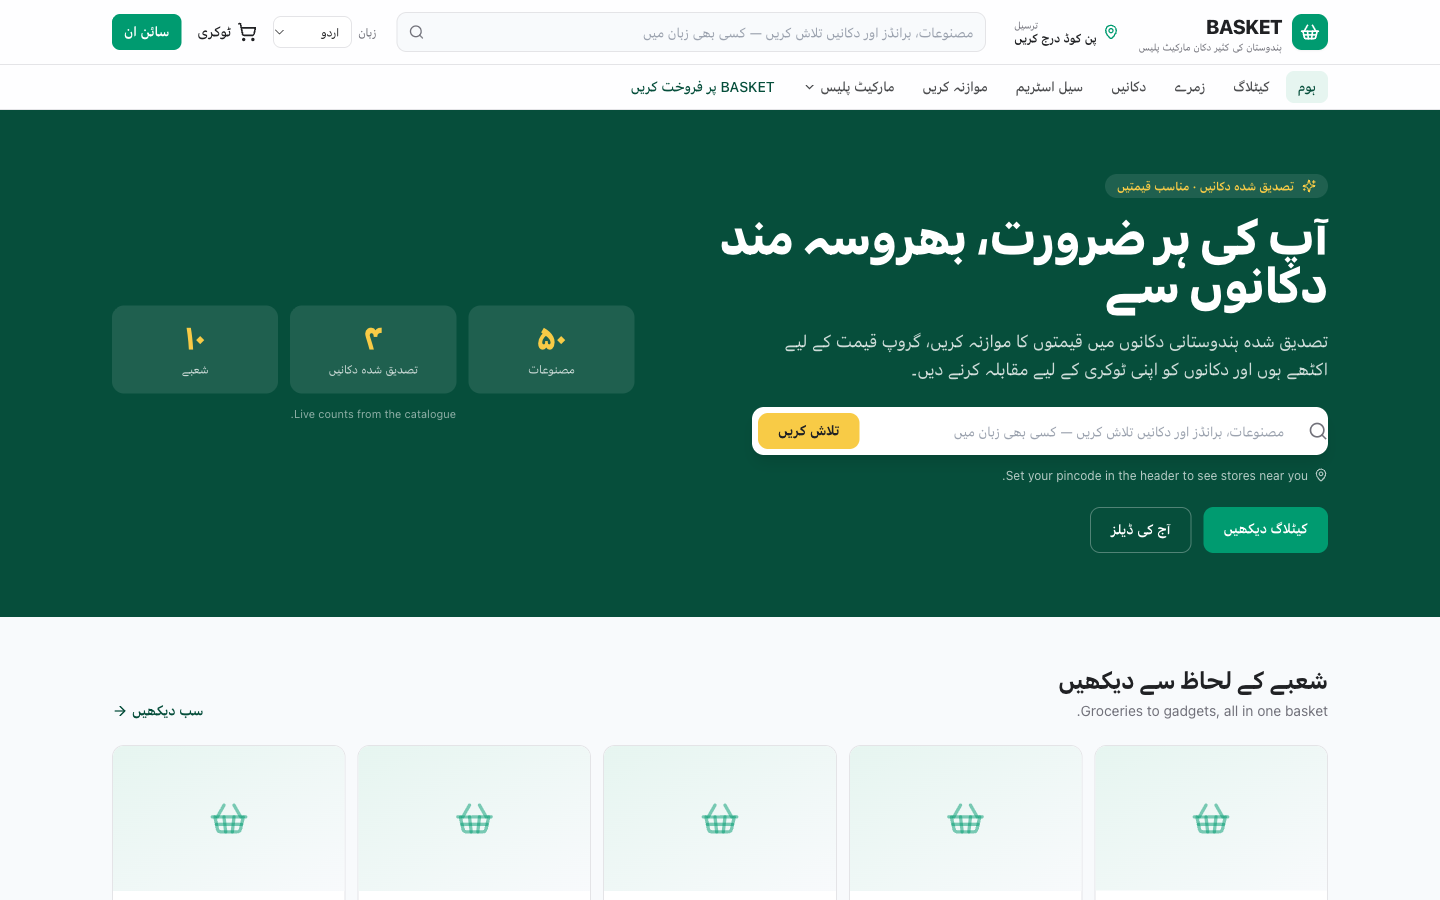 BASKET
ہندوستان کی کثیر دکان مارکیٹ پلیس
ترسیل
پن کوڈ درج کریں
مصنوعات، برانڈز اور دکانیں تلاش کریں — کسی بھی زبان میں
زبان
اردو
ٹوکری
سائن ان
ہوم
کیٹلاگ
زمرے
دکانیں
سیل اسٹریم
موازنہ کریں
مارکیٹ پلیس
BASKET پر فروخت کریں
تصدیق شدہ دکانیں · مناسب قیمتیں
آپ کی ہر ضرورت، بھروسہ مند
دکانوں سے
تصدیق شدہ ہندوستانی دکانوں میں قیمتوں کا موازنہ کریں، گروپ قیمت کے لیے
اکٹھے ہوں اور دکانوں کو اپنی ٹوکری کے لیے مقابلہ کرنے دیں۔
مصنوعات، برانڈز اور دکانیں تلاش کریں — کسی بھی زبان میں
تلاش کریں
Set your pincode in the header to see stores near you.
کیٹلاگ دیکھیں
آج کی ڈیلز
۵۰
مصنوعات
۳
تصدیق شدہ دکانیں
۱۰
شعبے
Live counts from the catalogue.
شعبے کے لحاظ سے دیکھیں
Groceries to gadgets, all in one basket.
سب دیکھیں